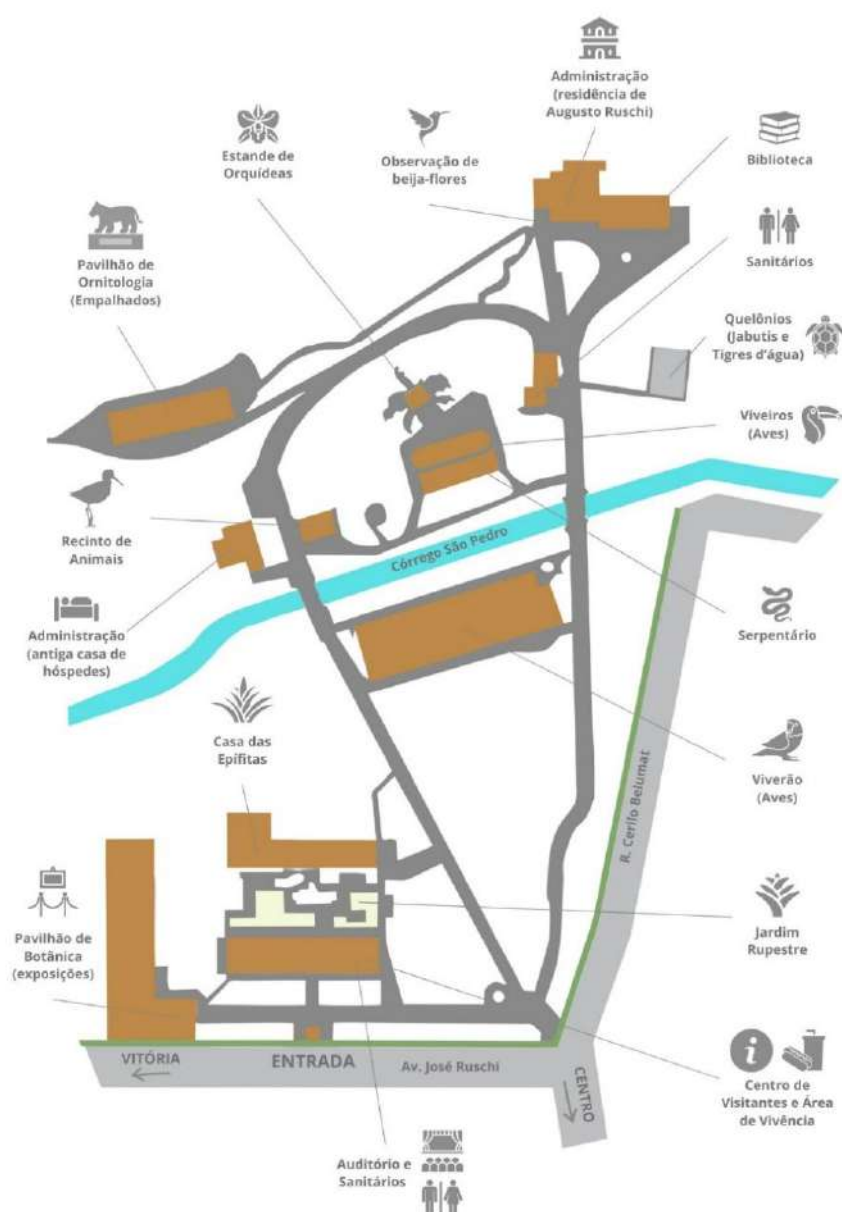 Administração
(residência de
Augusto Ruschi)
Estande de
Orquídeas
Observação de
beija-flores
Biblioteca
Sanitários
Pavilhão de
Ornitologia
(Empalhados)
Quelônios
(Jabutis e
Tigres d'água)
Viveiros
(Aves)
Recinto de
Animais
Córrego São Pedro
Administração
(antiga casa de
hóspedes)
Serpentário
Casa das
Epífitas
Viverão
(Aves)
R. Cerilo Belumat
Pavilhão de
Botânica
(exposições)
Jardim
Rupestre
VITÓRIA
ENTRADA
Av. José Ruschi
CENTRO
Centro de
Visitantes e Área
de Vivência
Auditório e
Sanitários